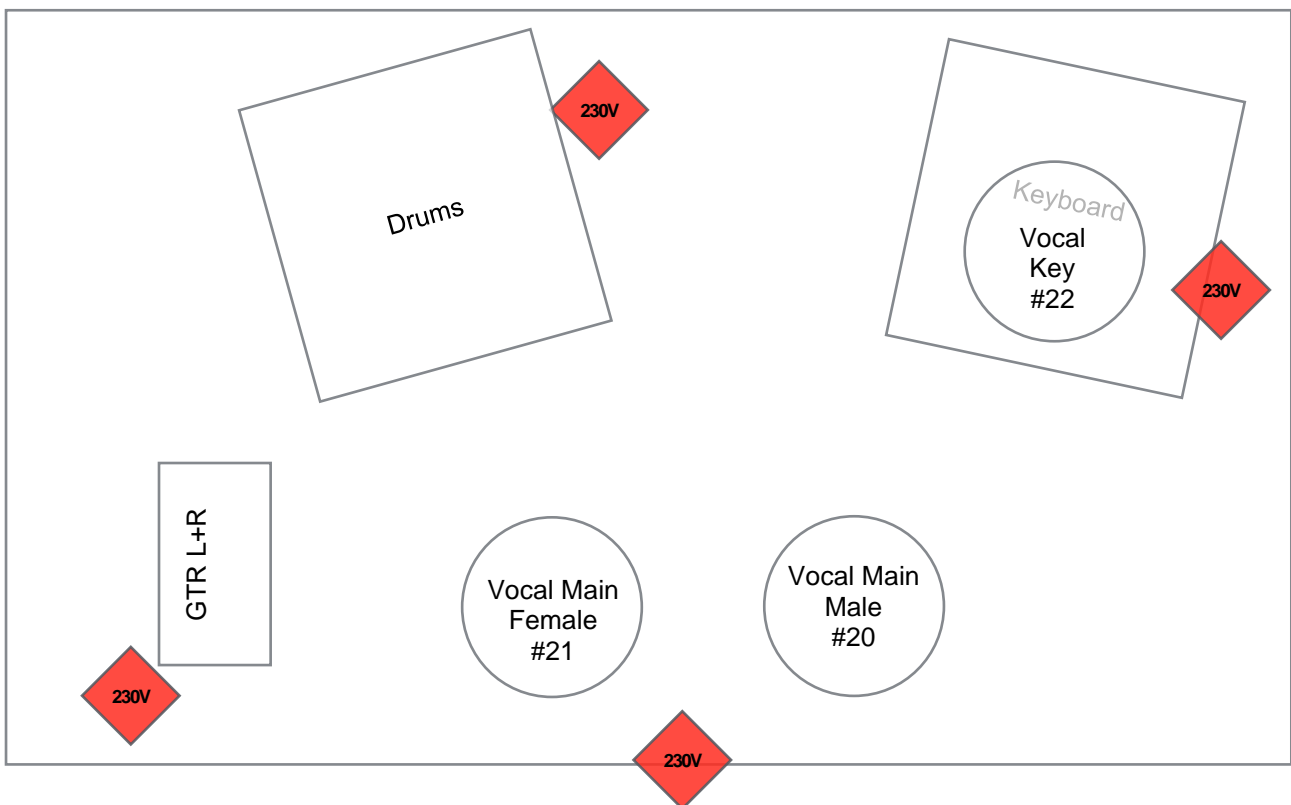 230V
Drums
Keyboard
Vocal
Key
#22
230V
GTR L+R
Vocal Main
Female
#21
Vocal Main
Male
#20
230V
230V